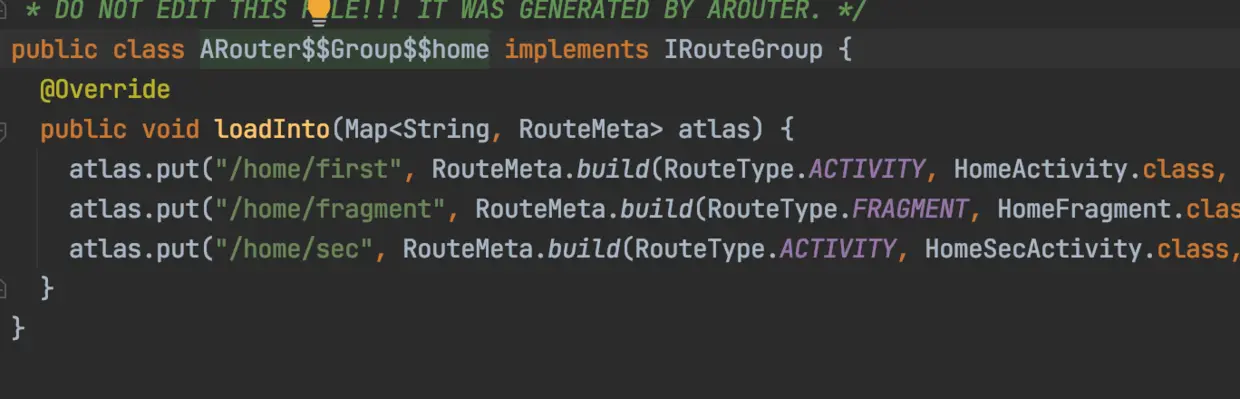 * DO NOT EDIT THIS FILE!!! IT WAS GENERATED BY AROUTER. */
public class ARouter$$Group$$home implements IRouteGroup {
@Override
public void loadInto(Map<String, RouteMeta> atlas) {
atlas.put("/home/first", RouteMeta.build(RouteType.ACTIVITY, HomeActivity.class,
atlas.put("/home/fragment", RouteMeta.build(RouteType.FRAGMENT, HomeFragment.clas
atlas.put("/home/sec", RouteMeta.build(RouteType.ACTIVITY, HomeSecActivity.class,
}
}